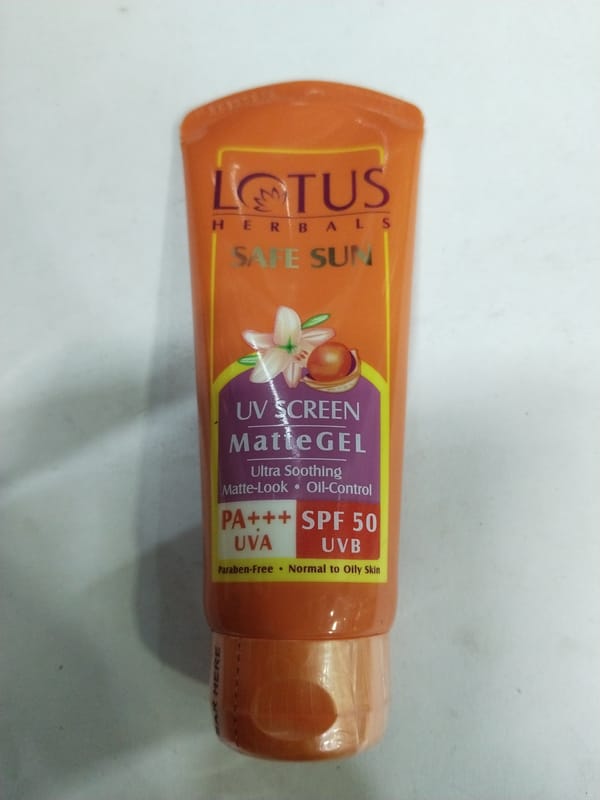 LOTUS
HERBALS
SAFE SUN
UV SCREEN
MatteGEL
Ultra Soothing
Matte-Look • Oil-Control
PA+++
UVA
SPF 50
UVB
Paraben-Free • Normal to Oily Skin
HERE